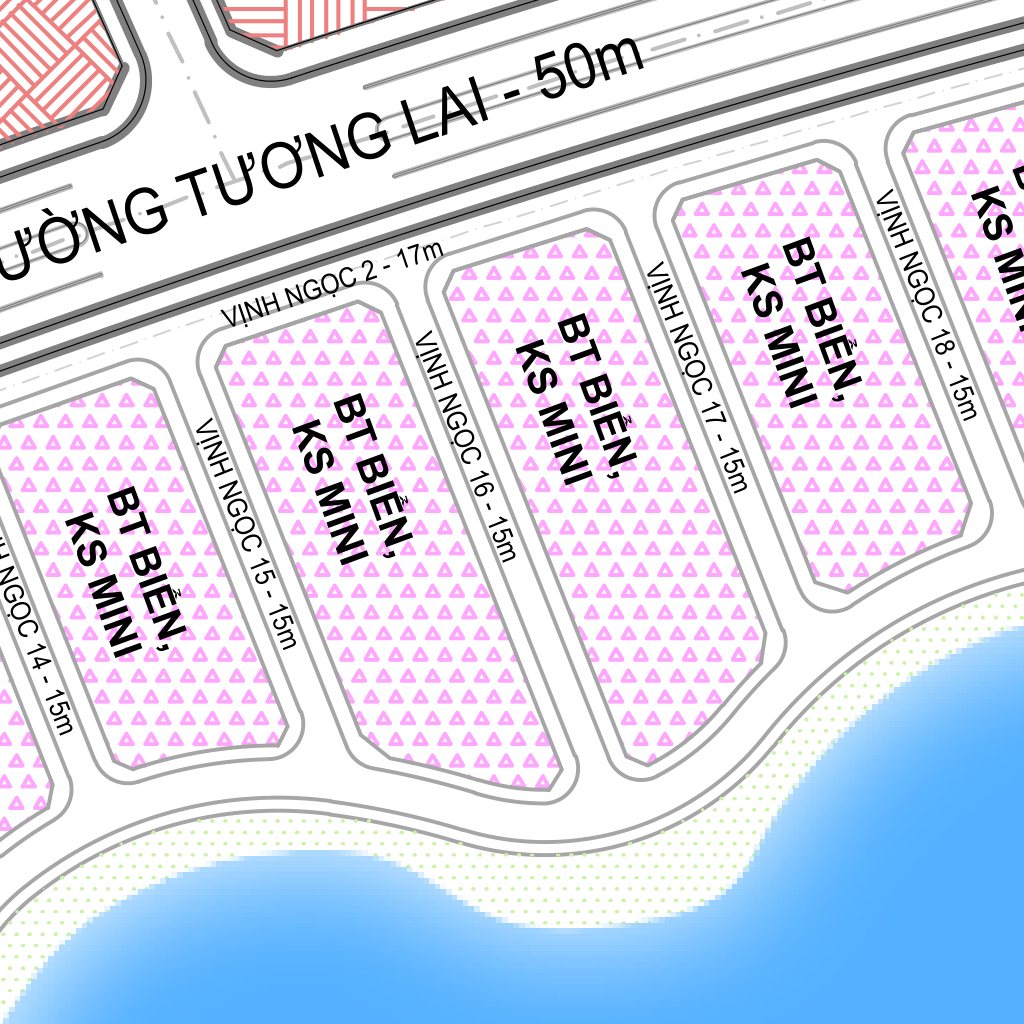 ƯỜNG TƯƠNG LAI - 50m
VỊNH NGỌC 2 - 17m
NGỌC 14 - 15m
BT BIỂN,
KS MINI
VỊNH NGỌC 15 - 15m
BT BIỂN,
KS MINI
VỊNH NGỌC 16 - 15m
BT BIỂN,
KS MINI
VỊNH NGỌC 17 - 15m
BT BIỂN,
KS MINI
VỊNH NGỌC 18 - 15m
KS MINI